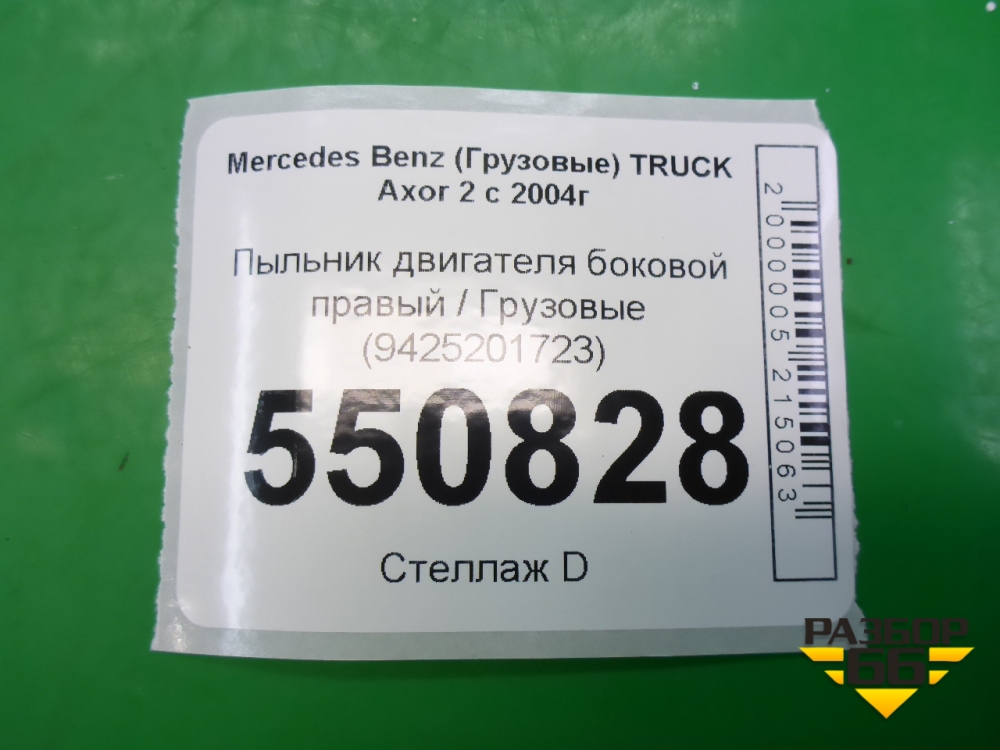 Mercedes Benz (Грузовые) TRUCK
Axor 2 с 2004г
Пыльник двигателя боковой
правый / Грузовые
(9425201723)
550828
Стеллаж D
2000005215063
РАЗБОР
66